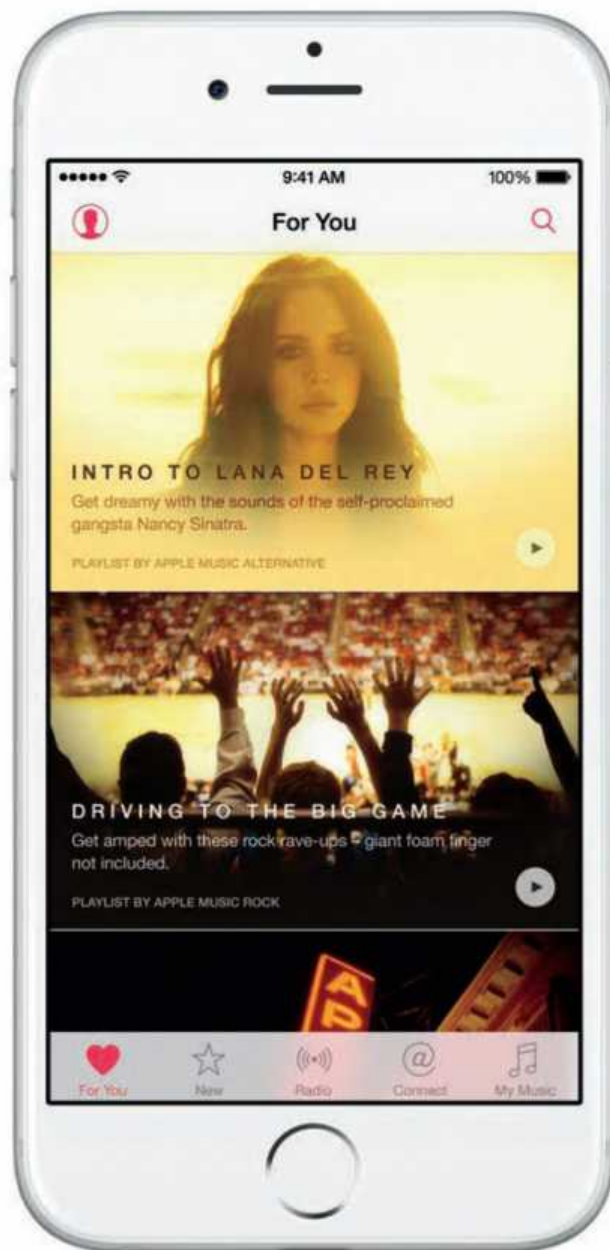 9:41 AM
100%
For You
INTRO TO LANA DEL REY
Get dreamy with the sounds of the self-proclaimed
gangsta Nancy Sinatra.
PLAYLIST BY APPLE MUSIC ALTERNATIVE
DRIVING TO THE BIG GAME
Get amped with these rock rave-ups – giant foam finger
not included.
PLAYLIST BY APPLE MUSIC ROCK
AP
For You
New
Radio
@
Connect
My Music